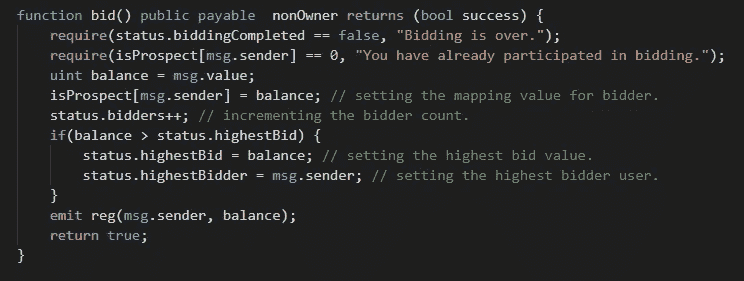 function bid() public payable  nonOwner returns (bool success) {
    require(status.biddingCompleted == false, "Bidding is over.");
    require(isProspect[msg.sender] == 0, "You have already participated in bidding.");
    uint balance = msg.value;
    isProspect[msg.sender] = balance; // setting the mapping value for bidder.
    status.bidders++; // incrementing the bidder count.
    if(balance > status.highestBid) {
        status.highestBid = balance; // setting the highest bid value.
        status.highestBidder = msg.sender; // setting the highest bidder user.
    }
    emit reg(msg.sender, balance);
    return true;
}